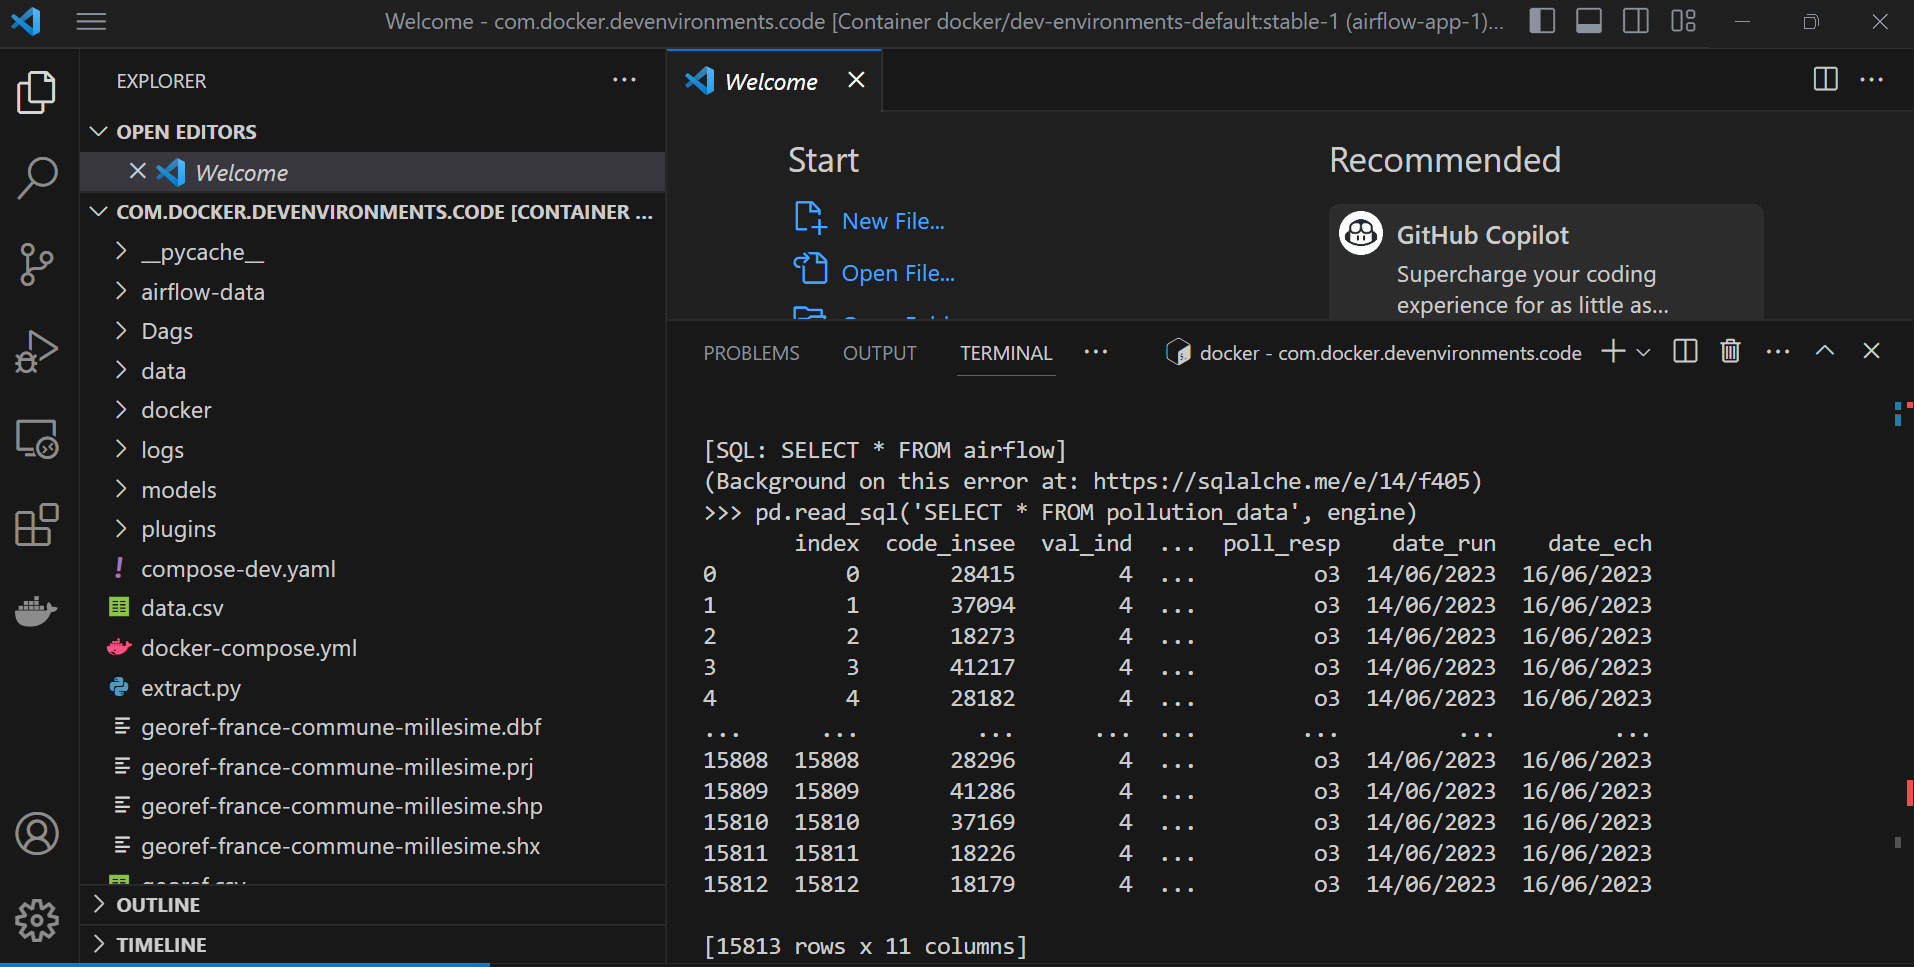 Welcome - com.docker.devenvironments.code [Container docker/dev-environments-default:stable-1 (airflow-app-1)...
EXPLORER
OPEN EDITORS
Welcome
COM.DOCKER.DEVENVIRONMENTS.CODE [CONTAINER ...
__pycache__
airflow-data
Dags
data
docker
logs
models
plugins
compose-dev.yaml
data.csv
docker-compose.yml
extract.py
georef-france-commune-millesime.dbf
georef-france-commune-millesime.prj
georef-france-commune-millesime.shp
georef-france-commune-millesime.shx
georef.csv
OUTLINE
TIMELINE
Welcome
Start
New File...
Open File...
Recommended
GitHub Copilot
Supercharge your coding
experience for as little as...
PROBLEMS OUTPUT TERMINAL ... docker - com.docker.devenvironments.code
[SQL: SELECT * FROM airflow]
(Background on this error at: https://sqlalche.me/e/14/f405)
>>> pd.read_sql('SELECT * FROM pollution_data', engine)
index code_insee val_ind ... poll_resp date_run date_ech
0 0 28415 4 ... o3 14/06/2023 16/06/2023
1 1 37094 4 ... o3 14/06/2023 16/06/2023
2 2 18273 4 ... o3 14/06/2023 16/06/2023
3 3 41217 4 ... o3 14/06/2023 16/06/2023
4 4 28182 4 ... o3 14/06/2023 16/06/2023
... ... ... ... ... ... ... ...
15808 15808 28296 4 ... o3 14/06/2023 16/06/2023
15809 15809 41286 4 ... o3 14/06/2023 16/06/2023
15810 15810 37169 4 ... o3 14/06/2023 16/06/2023
15811 15811 18226 4 ... o3 14/06/2023 16/06/2023
15812 15812 18179 4 ... o3 14/06/2023 16/06/2023
[15813 rows x 11 columns]